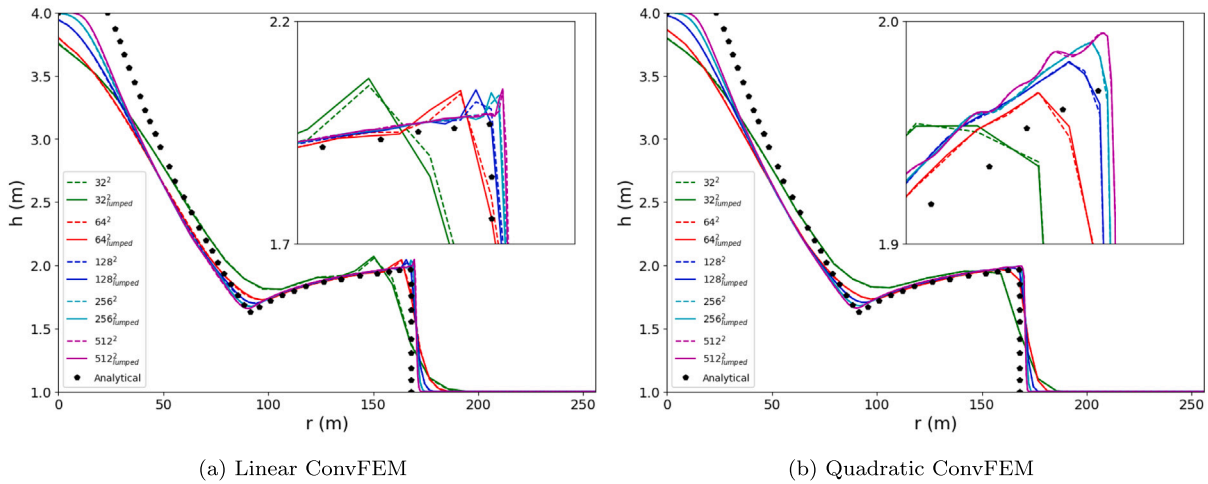 4.0
3.5
3.0
2.5
2.0
1.5
1.0
h (m)
0
50
100
150
200
250
r (m)
2.2
1.7
32²
32²lumped
64²
64²lumped
128²
128²lumped
256²
256²lumped
512²
512²lumped
Analytical
(a) Linear ConvFEM
4.0
3.5
3.0
2.5
2.0
1.5
1.0
h (m)
0
50
100
150
200
250
r (m)
2.0
1.9
32²
32²lumped
64²
64²lumped
128²
128²lumped
256²
256²lumped
512²
512²lumped
Analytical
(b) Quadratic ConvFEM